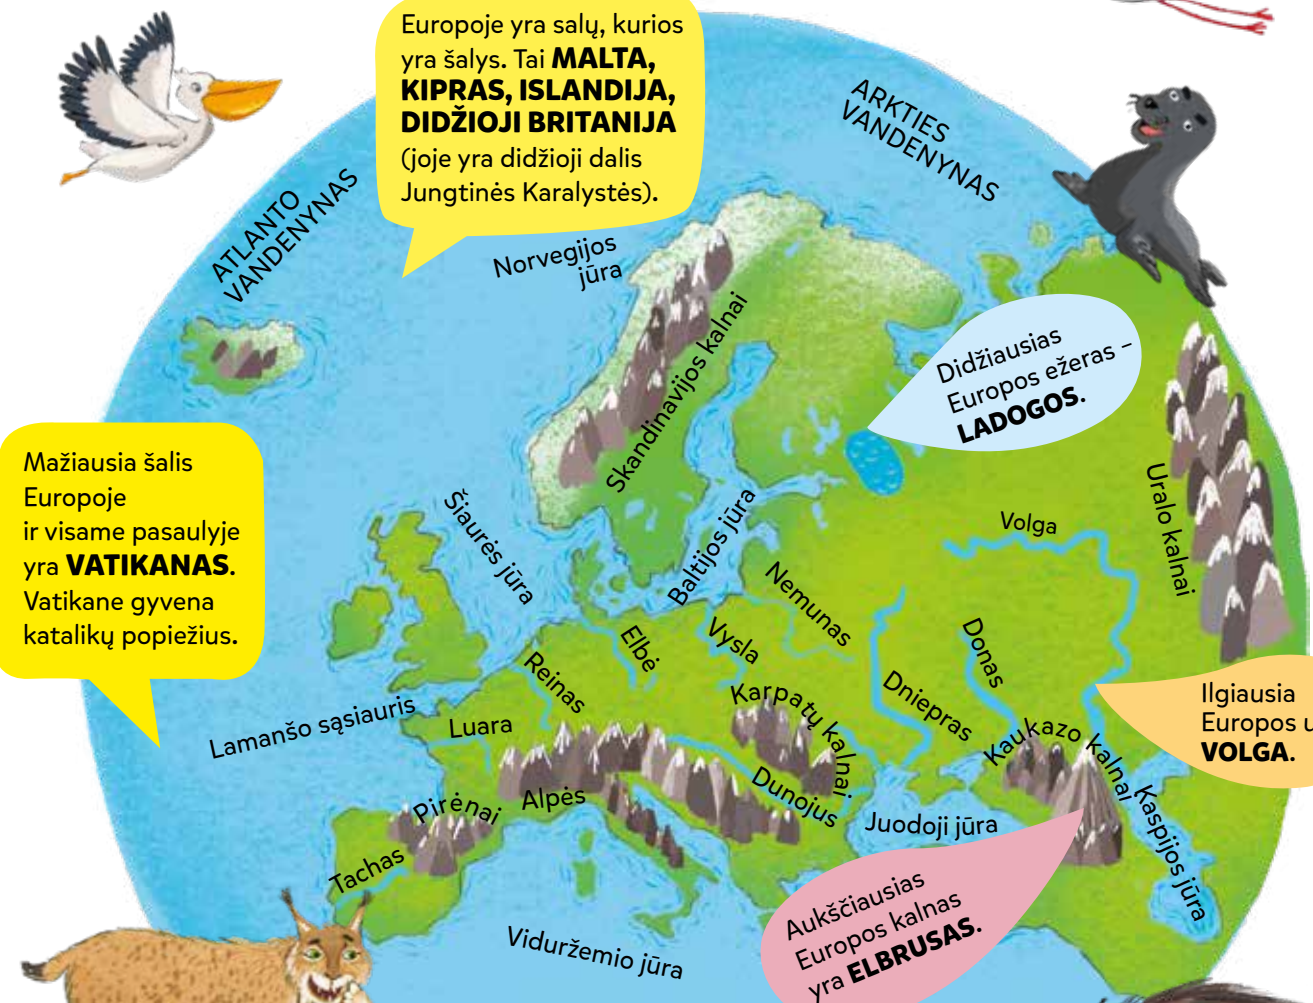 Europoje yra salų, kurios
yra šalys. Tai MALTA,
KIPRAS, ISLANDIJA,
DIDŽIOJI BRITANIJA
(joje yra didžioji dalis
Jungtinės Karalystės).
ARKTIES
VANDENYNAS
ATLANTO
VANDENYNAS
Norvegijos
jūra
Skandinavijos kalnai
Didžiausias
Europos ežeras –
LADOGOS.
Mažiausia šalis
Europoje
ir visame pasaulyje
yra VATIKANAS.
Vatikane gyvena
katalikų popiežius.
Šiaurės jūra
Baltijos jūra
Uralo kalnai
Volga
Nemunas
Vysla
Elbė
Reinas
Donas
Dniepras
Karpatų kalnai
Kaukazo kalnai
Lamanšo sąsiauris
Luara
Ilgiausia
Europos u
VOLGA.
Pirėnai
Alpės
Dunojus
Juodoji jūra
Kaspijos jūra
Tachas
Viduržemio jūra
Aukščiausias
Europos kalnas
yra ELBRUSAS.